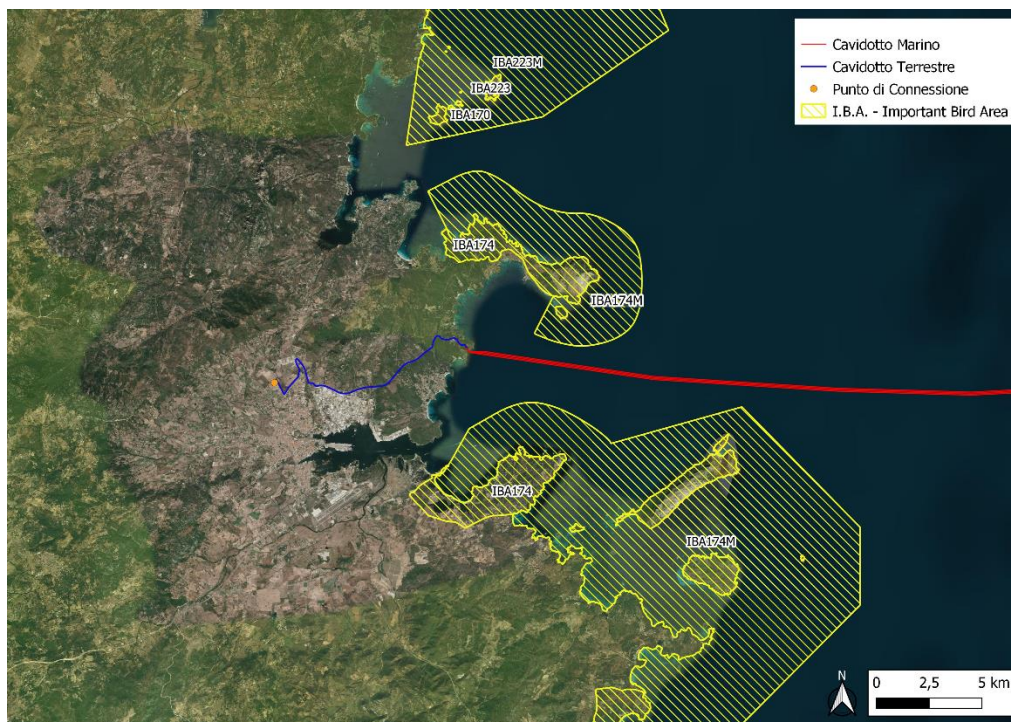 Cavidotto Marino
Cavidotto Terrestre
Punto di Connessione
I.B.A. - Important Bird Area
IBA223M
IBA223
IBA170
IBA174
IBA174M
IBA174
IBA174M
N
0 2,5 5 km